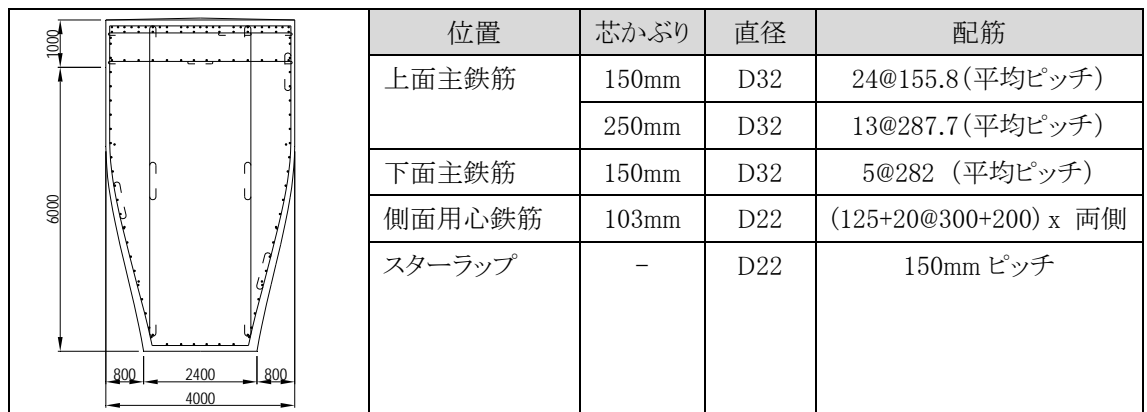 1000
6000
800 2400 800
4000
位置 芯かぶり 直径 配筋
上面主鉄筋 150mm D32 24@155.8(平均ピッチ)
250mm D32 13@287.7(平均ピッチ)
下面主鉄筋 150mm D32 5@282 (平均ピッチ)
側面用心鉄筋 103mm D22 (125+20@300+200) x 両側
スターラップ - D22 150mm ピッチ